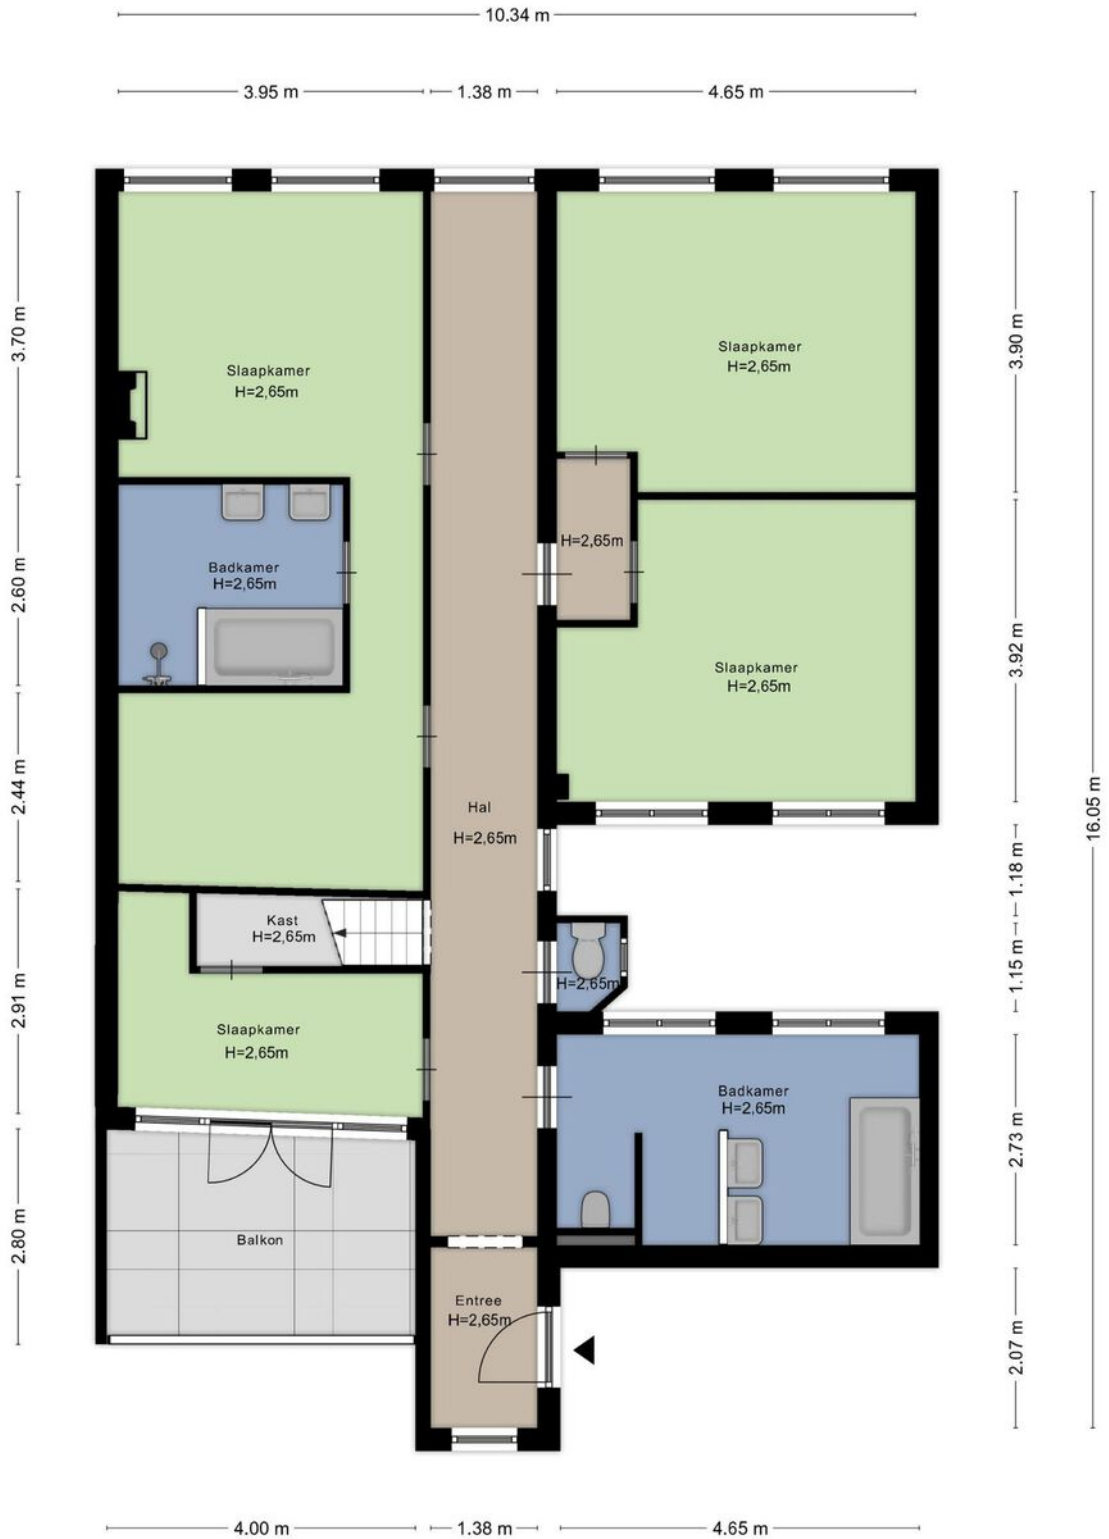 10.34 m
3.95 m
1.38 m
4.65 m
3.70 m
2.60 m
2.44 m
2.91 m
2.80 m
Slaapkamer
H=2,65m
Slaapkamer
H=2,65m
Badkamer
H=2,65m
H=2,65m
Slaapkamer
H=2,65m
Hal
H=2,65m
Kast
H=2,65m
H=2,65m
Slaapkamer
H=2,65m
Badkamer
H=2,65m
Balkon
Entree
H=2,65m
3.90 m
3.92 m
1.18 m
1.15 m
2.73 m
2.07 m
16.05 m
4.00 m
1.38 m
4.65 m